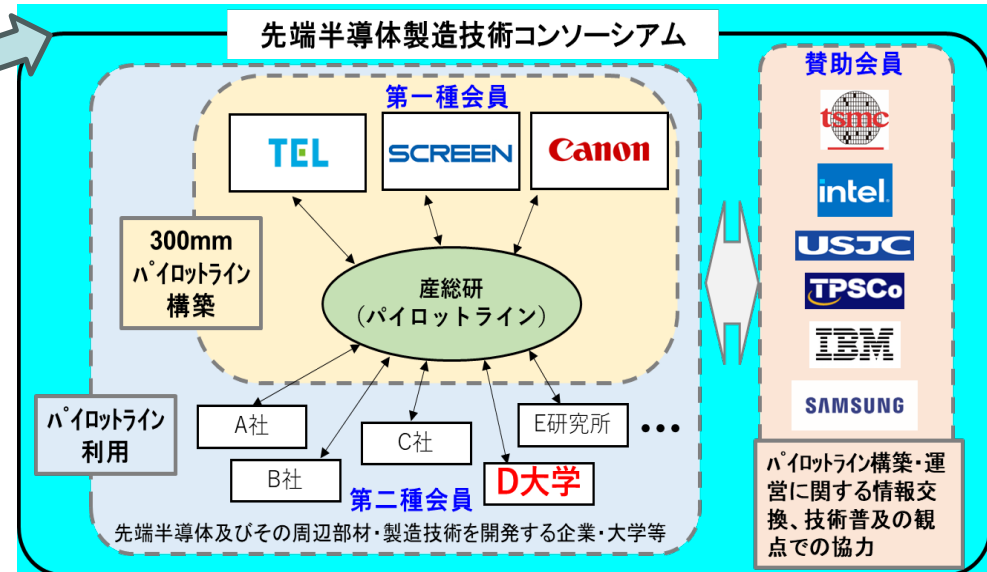 先端半導体製造技術コンソーシアム
第一種会員
TEL
SCREEN
Canon
300mm
パイロットライン
構築
産総研
(パイロットライン)
パイロットライン
利用
A社
B社
C社
D大学
E研究所
•••
第二種会員
先端半導体及びその周辺部材・製造技術を開発する企業・大学等
賛助会員
tsmc
intel.
USJC
TPSCo
IBM
SAMSUNG
パイロットライン構築・運
営に関する情報交
換、技術普及の観
点での協力